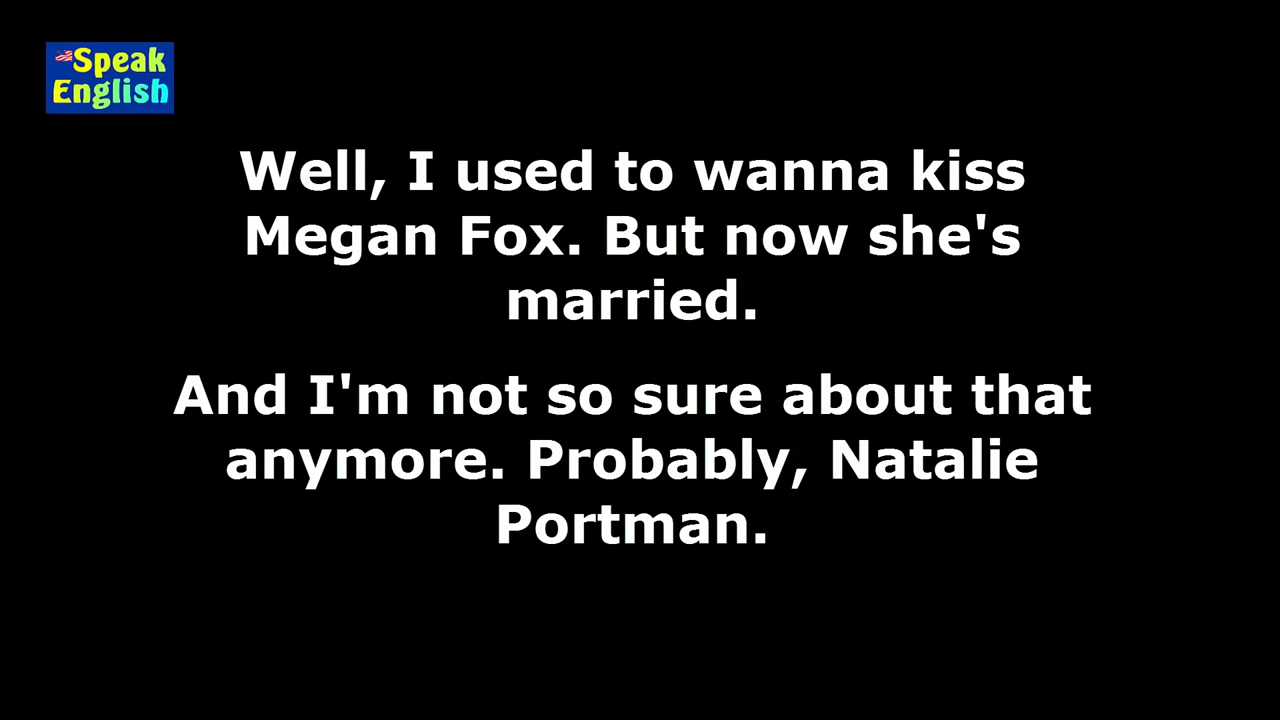 Speak
English
Well, I used to wanna kiss
Megan Fox. But now she's
married.
And I'm not so sure about that
anymore. Probably, Natalie
Portman.